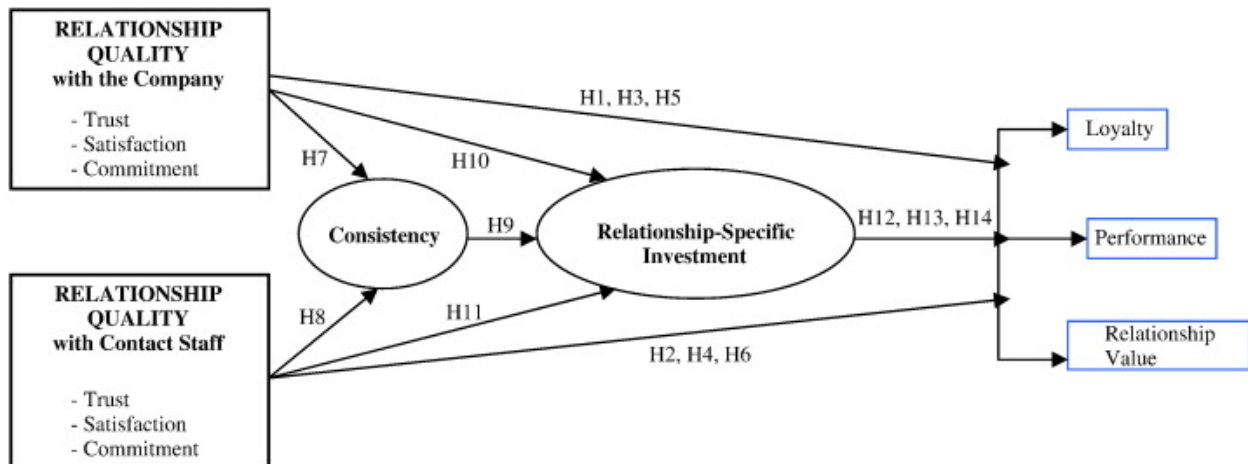 RELATIONSHIP
QUALITY
with the Company
- Trust
- Satisfaction
- Commitment
H1, H3, H5
H7
H10
Loyalty
Consistency
H9
Relationship-Specific
Investment
H12, H13, H14
Performance
RELATIONSHIP
QUALITY
with Contact Staff
- Trust
- Satisfaction
- Commitment
H8
H11
H2, H4, H6
Relationship
Value